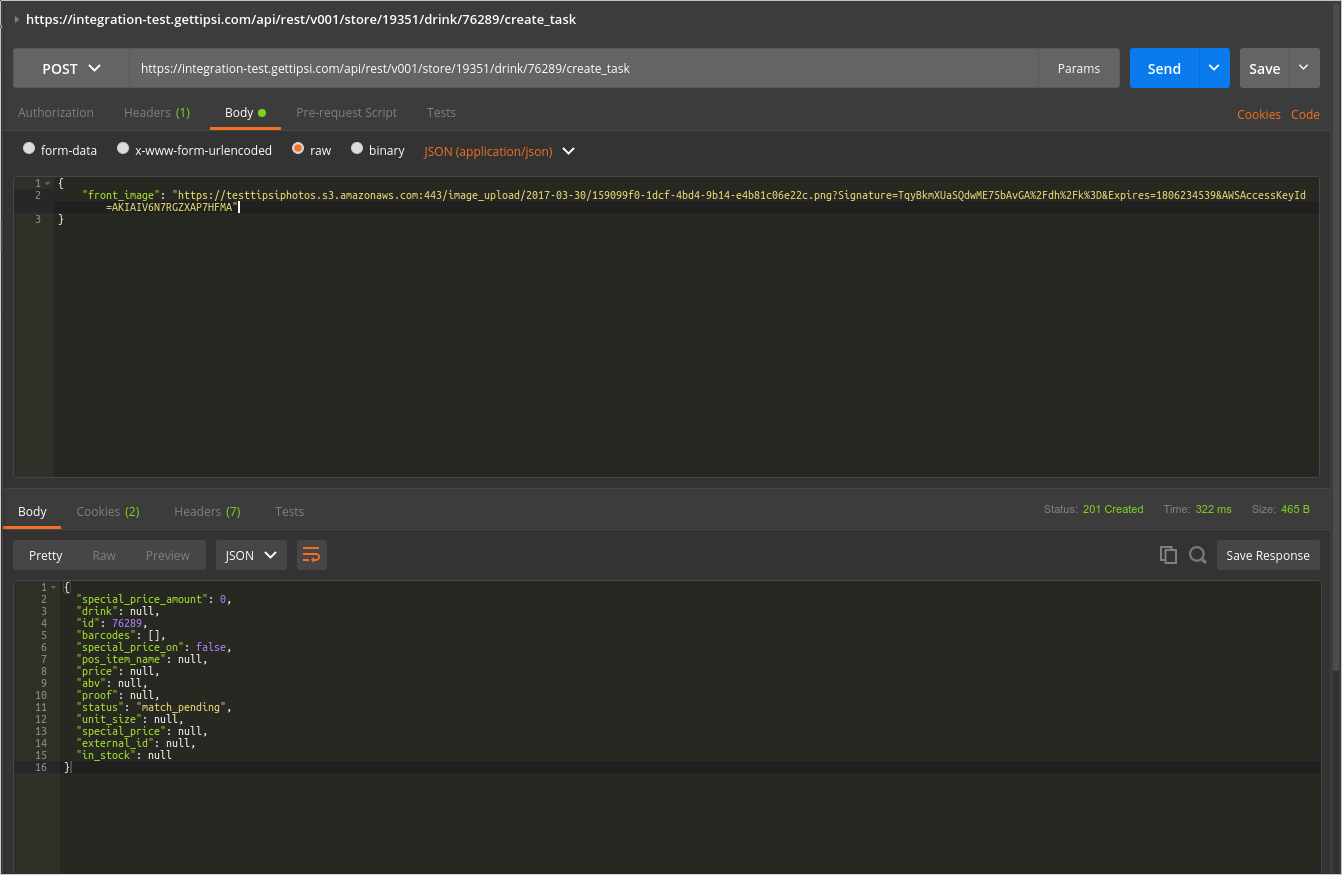 https://integration-test.gettipsi.com/api/rest/v001/store/19351/drink/76289/create_task
POST https://integration-test.gettipsi.com/api/rest/v001/store/19351/drink/76289/create_task Params Send Save
Authorization Headers (1) Body Pre-request Script Tests Cookies Code
form-data x-www-form-urlencoded raw binary JSON (application/json)
1 {
2 "front_image": "https://testtipsiphotos.s3.amazonaws.com:443/image_upload/2017-03-30/159099f0-1dcf-4bd4-9b14-e4b81c06e22c.png?Signature=TqyBkmXUaSQdwME75bAvGA%2Fdh%2Fk%3D&Expires=1806234539&AWSAccessKeyId
=AKIAIV6N7RGZXAP7HFMA"
3 }
Body Cookies (2) Headers (7) Tests Status: 201 Created Time: 322 ms Size: 465 B
Pretty Raw Preview JSON Save Response
1 {
2 "special_price_amount": 0,
3 "drink": null,
4 "id": 76289,
5 "barcodes": [],
6 "special_price_on": false,
7 "pos_item_name": null,
8 "price": null,
9 "abv": null,
10 "proof": null,
11 "status": "match_pending",
12 "unit_size": null,
13 "special_price": null,
14 "external_id": null,
15 "in_stock": null
16 }